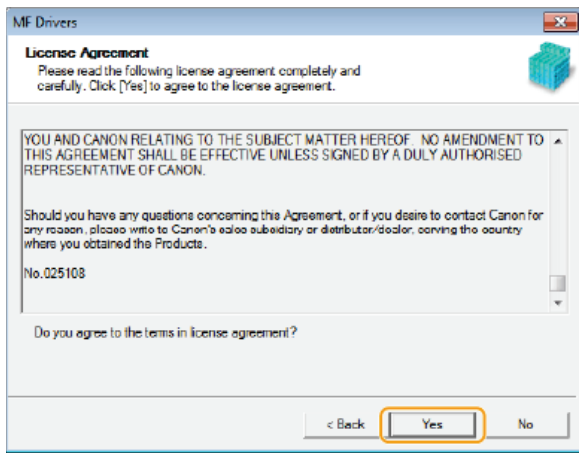 MF Drivers
License Agreement
Please read the following license agreement completely and
carefully. Click [Yes] to agree to the license agreement.
YOU AND CANON RELATING TO THE SUBJECT MATTER HEREOF.  NO AMENDMENT TO
THIS AGREEMENT SHALL BE EFFECTIVE UNLESS SIGNED BY A DULY AUTHORISED
REPRESENTATIVE OF CANON.
Should you have any questions concerning this Agreement, or if you desire to contact Canon for
any reason, please write to Canon's sales subsidiary or distributor/dealer, serving the country
where you obtained the Products.
No.025108
Do you agree to the terms in license agreement?
< Back Yes No